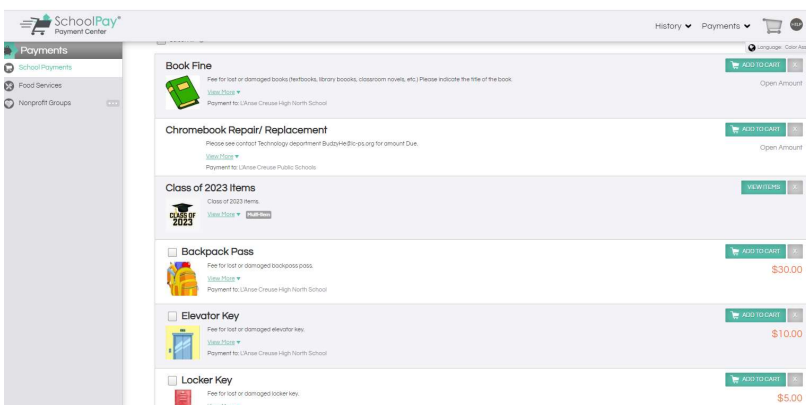 SchoolPay®
Payment Center
History
Payments
HELP
Payments
School Payments
Food Services
Nonprofit Groups
Language
Book Fine
Fee for lost or damaged books (textbooks, library boooks, classroom novels, etc.) Please indicate the title of the book.
View More
Payment to: L'Anse Creuse High North School
ADD TO CART
Open Amount
Chromebook Repair/ Replacement
Please see contact Technology department BudzyHe@lc-ps.org for amount Due.
View More
Payment to: L'Anse Creuse Public Schools
ADD TO CART
Open Amount
Class of 2023 Items
CLASS OF
2023
Class of 2023 items.
View More
Multi-Item
VIEW ITEMS
Backpack Pass
Fee for lost or damaged backpass pass.
View More
Payment to: L'Anse Creuse High North School
ADD TO CART
$30.00
Elevator Key
Fee for lost or damaged elevator key.
View More
Payment to: L'Anse Creuse High North School
ADD TO CART
$10.00
Locker Key
Fee for lost or damaged locker key.
ADD TO CART
$5.00